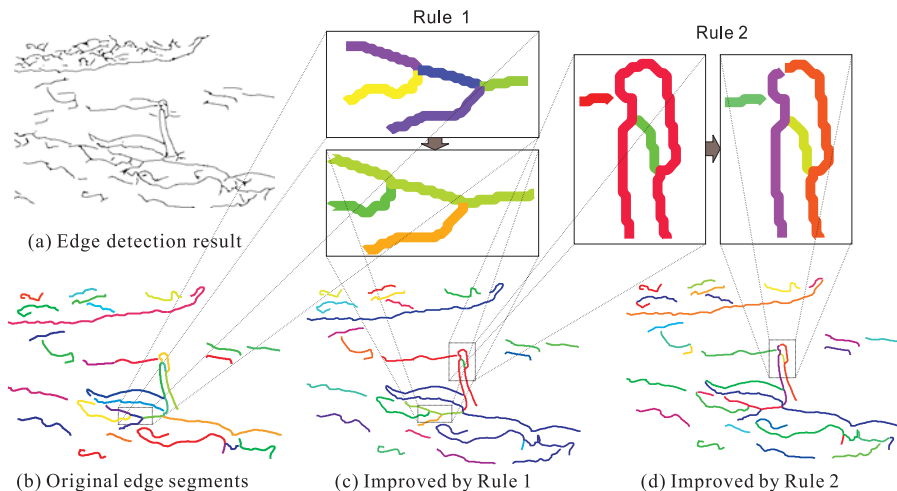 Rule 1
Rule 2
(a) Edge detection result
(b) Original edge segments
(c) Improved by Rule 1
(d) Improved by Rule 2